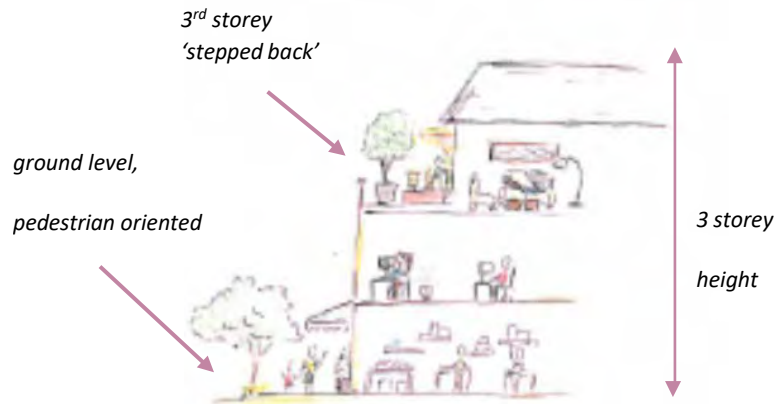 3rd storey
‘stepped back’
ground level,
pedestrian oriented
3 storey
height